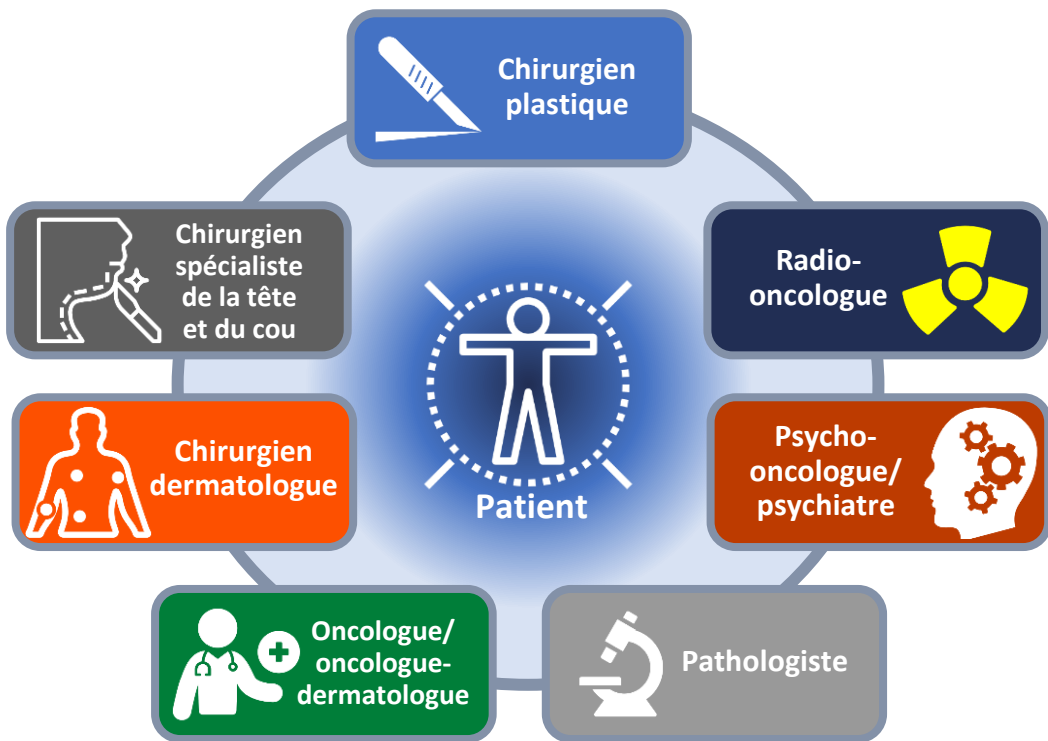 Chirurgien
plastique
Chirurgien
spécialiste
de la tête
et du cou
Radio-
oncologue
Chirurgien
dermatologue
Psycho-
oncologue/
psychiatre
Patient
Oncologue/
oncologue-
dermatologue
Pathologiste